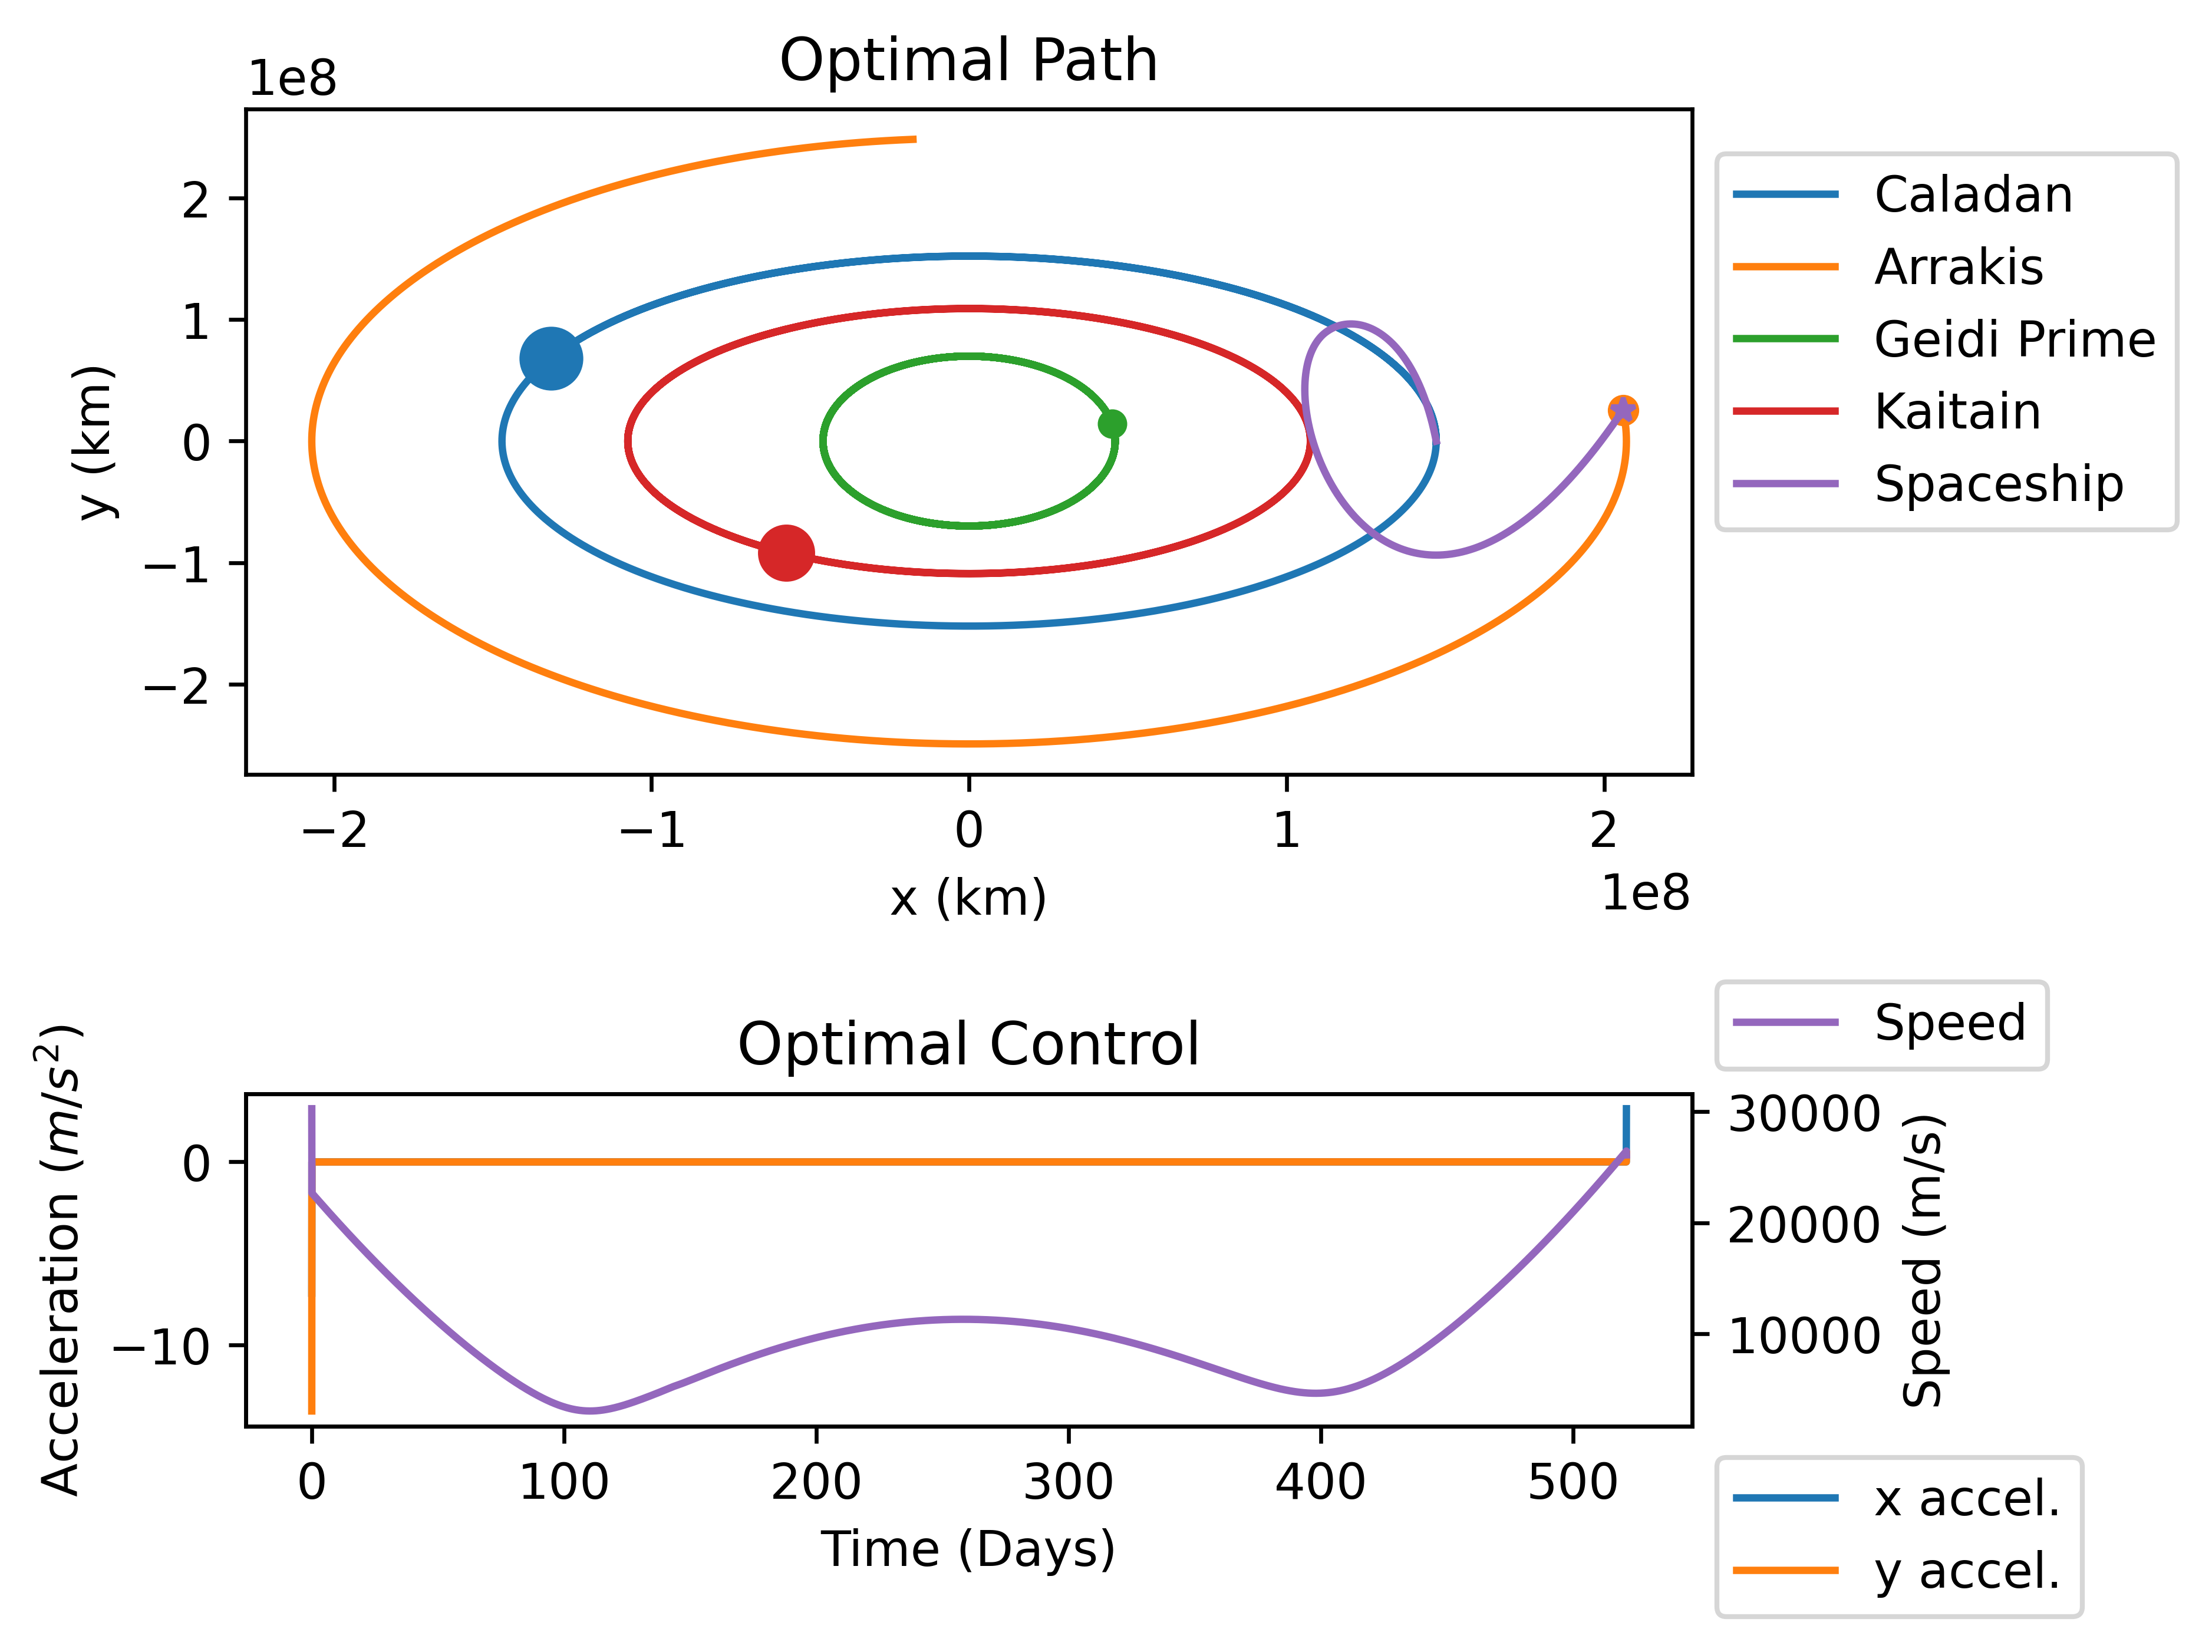 Optimal Path
1e8
2
1
0
−1
−2
y (km)
−2 −1 0 1 2
1e8
x (km)
Caladan
Arrakis
Geidi Prime
Kaitain
Spaceship
Optimal Control
Speed
0
−10
Acceleration (m/s²)
30000
20000
10000
Speed (m/s)
0 100 200 300 400 500
Time (Days)
x accel.
y accel.